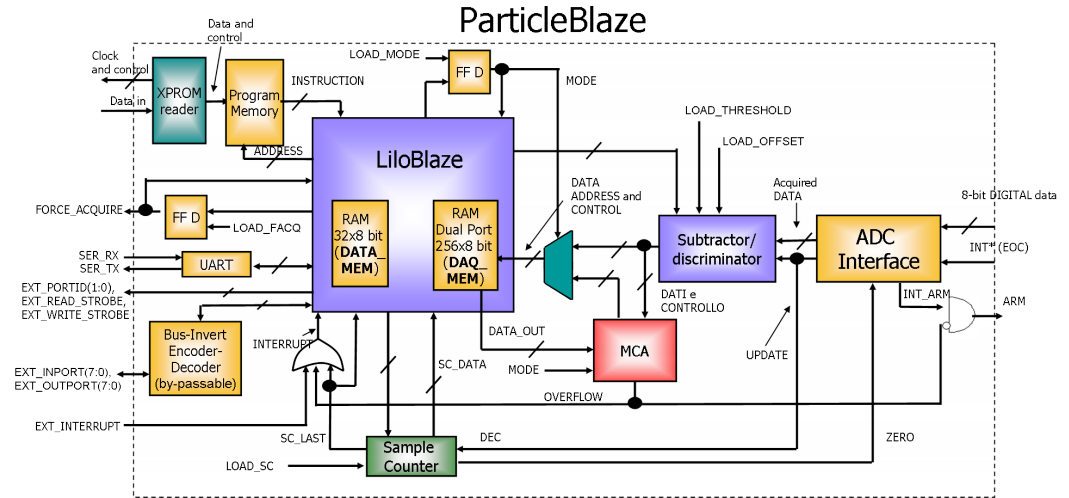 ParticleBlaze
Clock
and control
Data in
XPROM
reader
Data and
control
Program
Memory
INSTRUCTION
ADDRESS
LOAD_MODE
FF D
MODE
LiloBlaze
RAM
32x8 bit
(DATA_
MEM)
RAM
Dual Port
256x8 bit
(DAQ_
MEM)
FORCE_ACQUIRE
FF D
LOAD_FACQ
SER_RX
SER_TX
UART
EXT_PORTID(1:0),
EXT_READ_STROBE,
EXT_WRITE_STROBE
Bus-Invert
Encoder-
Decoder
(by-passable)
EXT_INPORT(7:0),
EXT_OUTPORT(7:0)
EXT_INTERRUPT
INTERRUPT
SC_LAST
LOAD_SC
Sample
Counter
SC_DATA
DATA_OUT
MODE
MCA
OVERFLOW
DEC
DATA
ADDRESS and
CONTROL
LOAD_THRESHOLD
LOAD_OFFSET
Subtractor/
discriminator
DATI e
CONTROLLO
Acquired
DATA
UPDATE
ADC
Interface
8-bit DIGITAL data
INT* (EOC)
INT_ARM
ARM
ZERO